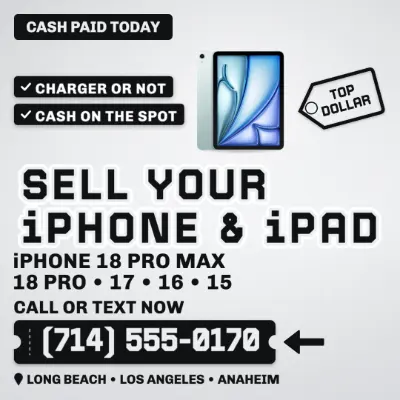 CASH PAID TODAY
✓ CHARGER OR NOT
✓ CASH ON THE SPOT
TOP
DOLLAR
SELL YOUR
iPHONE & iPAD
iPHONE 18 PRO MAX
18 PRO • 17 • 16 • 15
CALL OR TEXT NOW
(714) 555-0170
LONG BEACH • LOS ANGELES • ANAHEIM